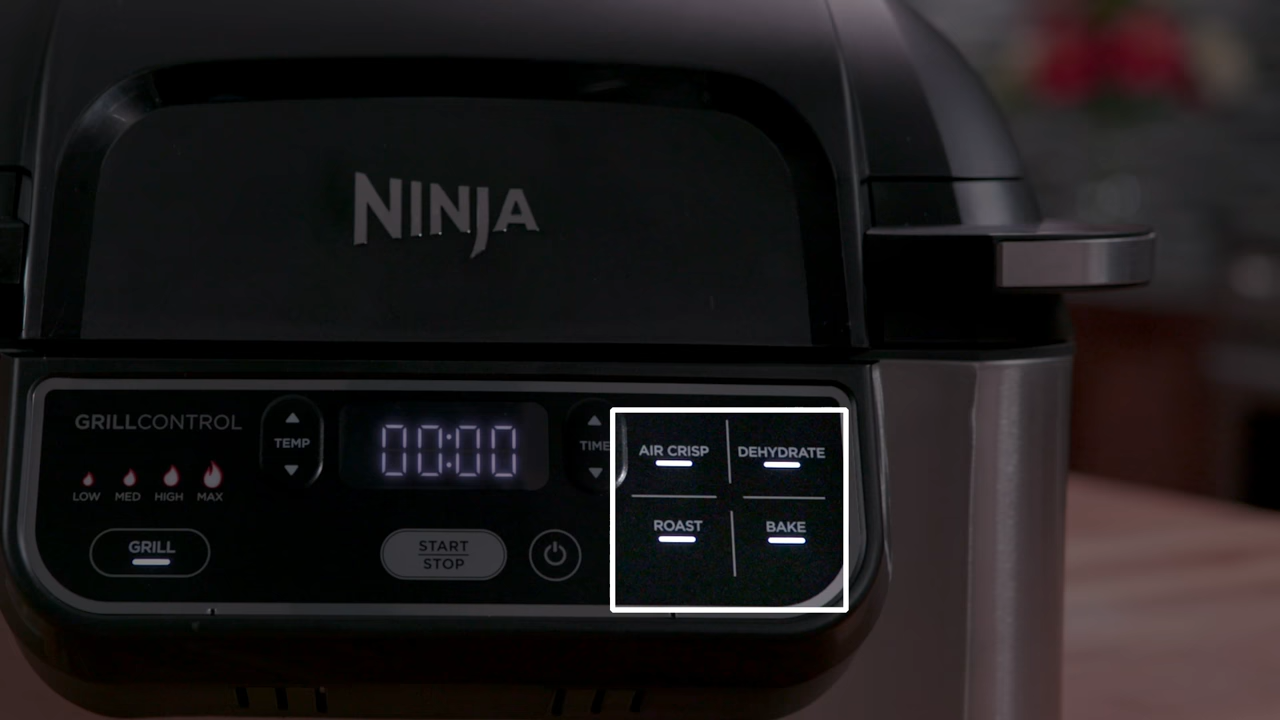 NINJA
GRILLCONTROL
TEMP
00:00
TIME
LOW MED HIGH MAX
GRILL
START
STOP
AIR CRISP DEHYDRATE
ROAST BAKE